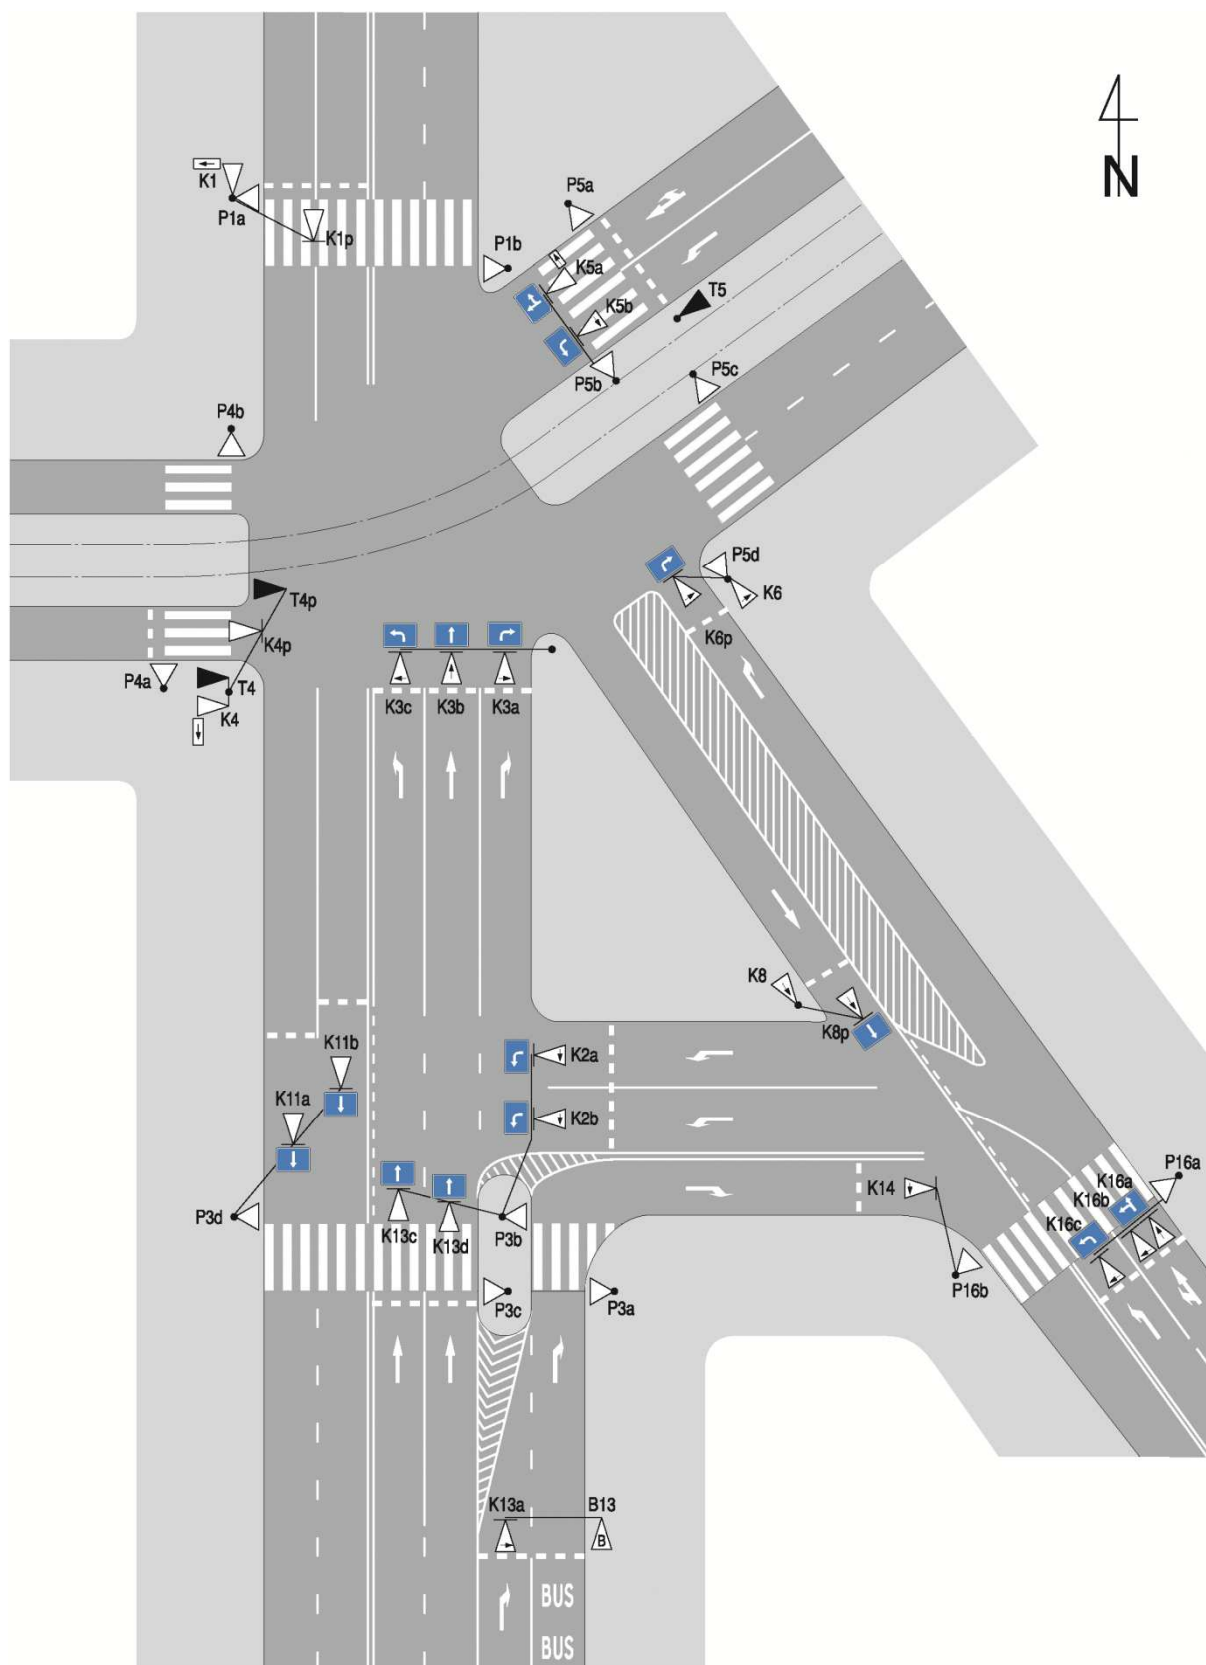 N
P5a
K1
P1a
K1p
P1b
K5a
K5b
T5
P5b
P5c
P4b
T4p
K4p
P5d
K6
K6p
P4a
T4
K4
K3c
K3b
K3a
K8
K8p
K11b
K2a
K11a
K2b
P16a
K16a
K16b
K16c
K14
P3d
K13c
K13d
P3b
P16b
P3c
P3a
K13a
B13
B
BUS
BUS